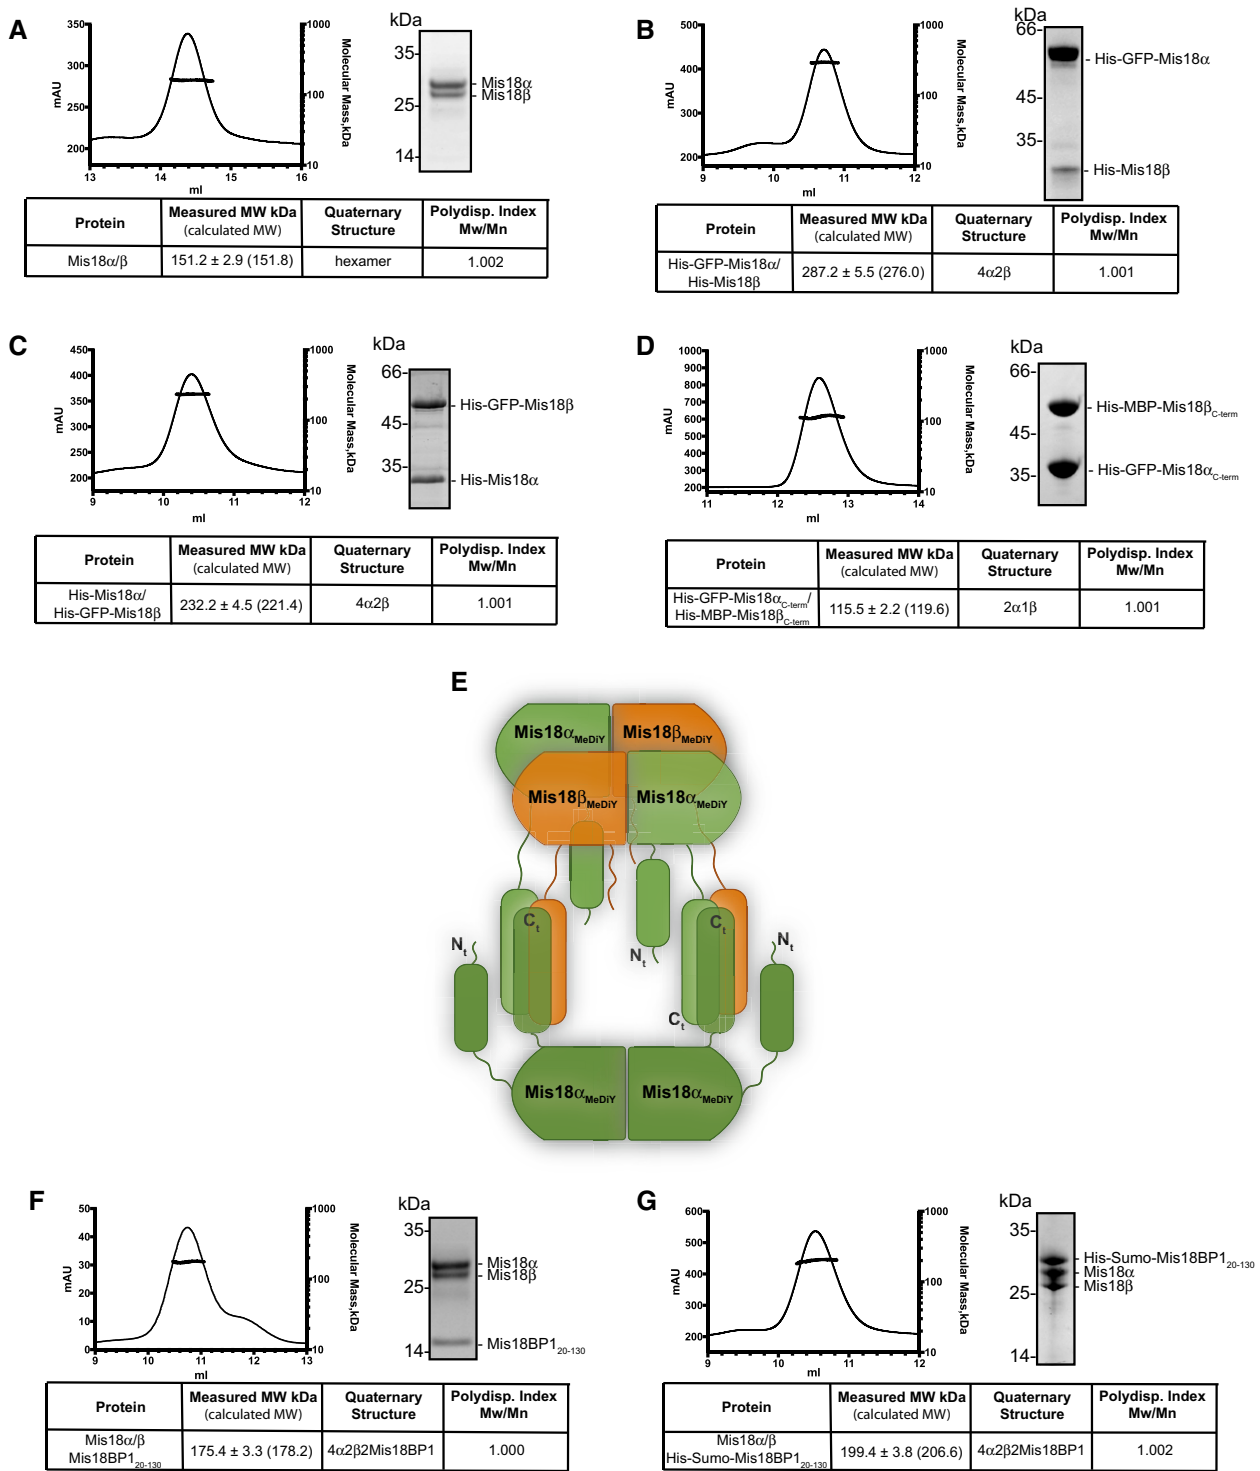 A
mAU
350
300
250
200
13 14 15 16
ml
1000
100
10
Molecular Mass,kDa
kDa
35-
25-
14-
- Mis18α
- Mis18β
Protein | Measured MW kDa (calculated MW) | Quaternary Structure | Polydisp. Index Mw/Mn
Mis18α/β | 151.2 ± 2.9 (151.8) | hexamer | 1.002
B
mAU
500
400
300
200
9 10 11 12
ml
1000
100
10
Molecular Mass,kDa
kDa
66-
45-
35-
- His-GFP-Mis18α
- His-Mis18β
Protein | Measured MW kDa (calculated MW) | Quaternary Structure | Polydisp. Index Mw/Mn
His-GFP-Mis18α/ His-Mis18β | 287.2 ± 5.5 (276.0) | 4α2β | 1.001
C
mAU
450
400
350
300
250
200
9 10 11 12
ml
1000
100
10
Molecular Mass,kDa
kDa
66-
45-
35-
- His-GFP-Mis18β
- His-Mis18α
Protein | Measured MW kDa (calculated MW) | Quaternary Structure | Polydisp. Index Mw/Mn
His-Mis18α/ His-GFP-Mis18β | 232.2 ± 4.5 (221.4) | 4α2β | 1.001
D
mAU
1000
900
800
700
600
500
400
300
200
11 12 13 14
ml
1000
100
10
Molecular Mass,kDa
kDa
66-
45-
35-
- His-MBP-Mis18βC-term
- His-GFP-Mis18αC-term
Protein | Measured MW kDa (calculated MW) | Quaternary Structure | Polydisp. Index Mw/Mn
His-GFP-Mis18αC-term/ His-MBP-Mis18βC-term | 115.5 ± 2.2 (119.6) | 2α1β | 1.001
E
Mis18αMeDiY Mis18βMeDiY
Mis18βMeDiY Mis18αMeDiY
Ct Ct
Nt Nt Nt
Ct
Mis18αMeDiY Mis18αMeDiY
F
mAU
50
40
30
20
10
0
9 10 11 12 13
ml
1000
100
10
Molecular Mass,kDa
kDa
35-
25-
14-
- Mis18α
- Mis18β
- Mis18BP120-130
Protein | Measured MW kDa (calculated MW) | Quaternary Structure | Polydisp. Index Mw/Mn
Mis18α/β Mis18BP120-130 | 175.4 ± 3.3 (178.2) | 4α2β2Mis18BP1 | 1.000
G
mAU
600
500
400
300
200
9 10 11 12
ml
1000
100
10
Molecular Mass,kDa
kDa
35-
25-
14-
- His-Sumo-Mis18BP120-130
- Mis18α
- Mis18β
Protein | Measured MW kDa (calculated MW) | Quaternary Structure | Polydisp. Index Mw/Mn
Mis18α/β His-Sumo-Mis18BP120-130 | 199.4 ± 3.8 (206.6) | 4α2β2Mis18BP1 | 1.002